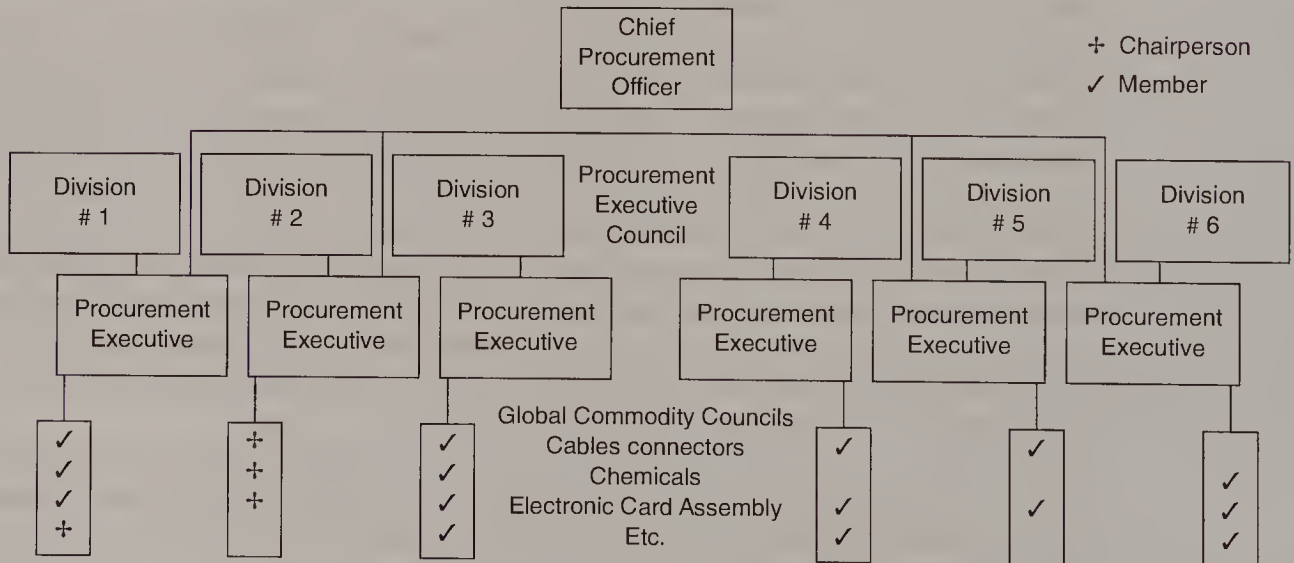 Chief
Procurement
Officer
✢ Chairperson
✓ Member
Division
# 1
Division
# 2
Division
# 3
Procurement
Executive
Council
Division
# 4
Division
# 5
Division
# 6
Procurement
Executive
Procurement
Executive
Procurement
Executive
Procurement
Executive
Procurement
Executive
Procurement
Executive
Global Commodity Councils
✓ ✢ ✓ Cables connectors ✓ ✓
✓ ✢ ✓ Chemicals ✓
✓ ✢ ✓ Electronic Card Assembly ✓ ✓ ✓
✢ ✓ Etc. ✓ ✓